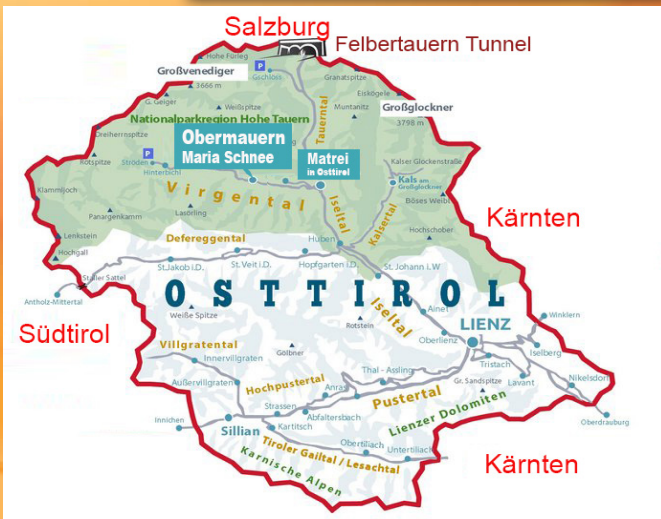 Salzburg
Felbertauern Tunnel
Hohe Fürleg
Großvenediger
3666 m
P
Gschlöss
Granatspitze
Eisköpele
G. Geiger
Weißspitze
Muntanitz
Großglockner
3798 m
Nationalparkregion Hohe Tauern
Tauerntal
Dreiherrnspitze
Obermauern
Maria Schnee
Matrei
in Osttirol
Rotspitze
P
Ströden
Hinterbichl
Kalser Glocknerstraße
Kals am
Großglockner
Klammljoch
Virgental
Iseltal
Kalsertal
Böses Weibl
Lasörling
Panargenkamm
Kärnten
Lenkstein
Hochgall
Defereggental
Huben
Hochschober
Staller Sattel
St.Jakob i.D.
St. Veit i.D.
Hopfgarten i.D.
St. Johann i.W
Antholz-Mittertal
OSTTIROL
Südtirol
Weiße Spitze
Rotstein
Iseltal
Ainet
Winklern
LIENZ
Villgratental
Oberlienz
Iselsberg
Innervillgraten
Gölbner
Tristach
Außervillgraten
Hochpustertal
Thal - Assling
Gr. Sandspitze
Lavant
Nikelsdorf
Anras
Pustertal
Strassen
Abfaltersbach
Lienzer Dolomiten
Oberdrauburg
Innichen
Sillian
Kartitsch
Obertilliach
Untertilliach
Tiroler Gailtal / Lesachtal
Karnische Alpen
Kärnten